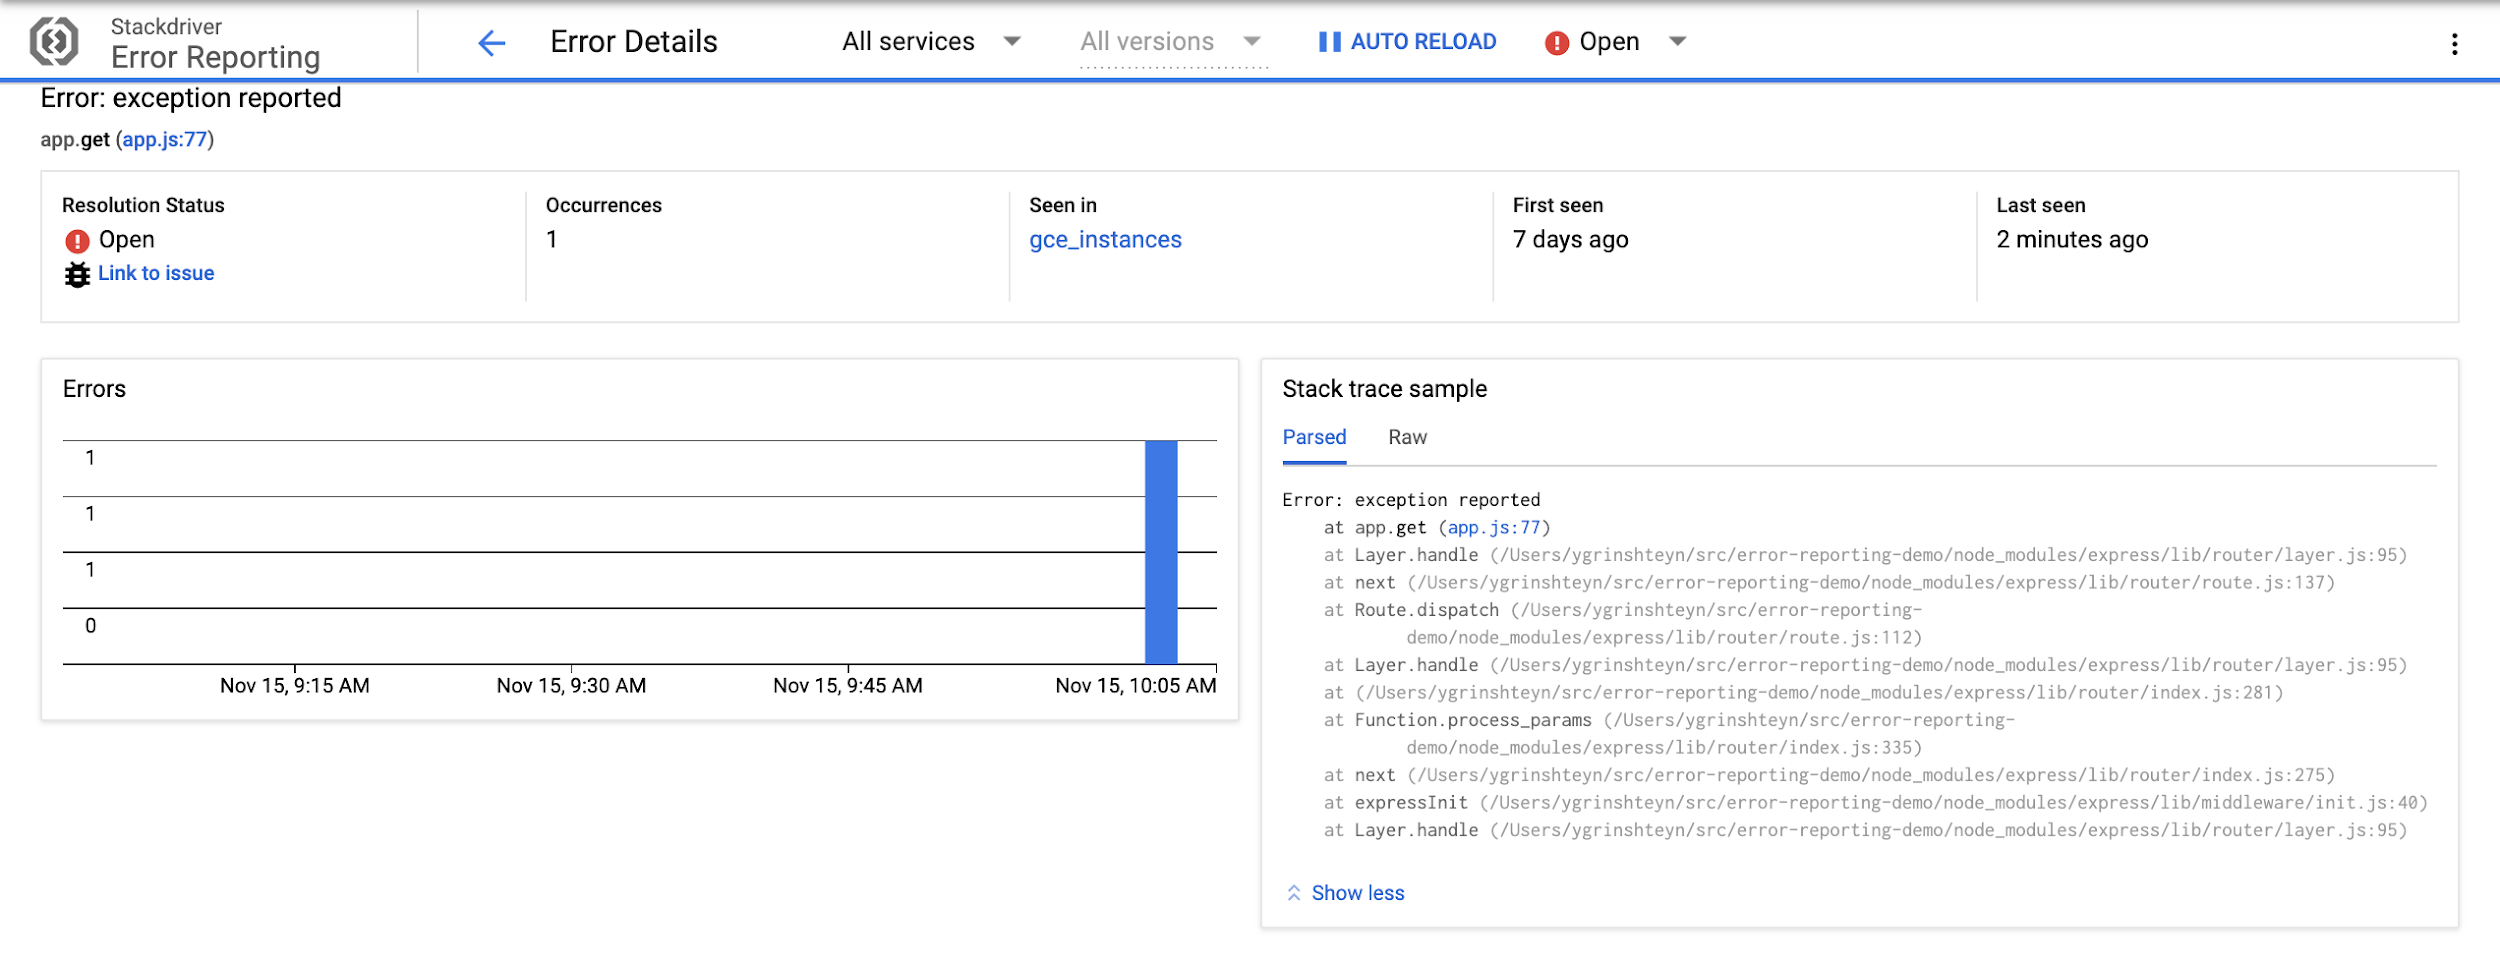 Stackdriver
Error Reporting
Error Details
All services
All versions
AUTO RELOAD
Open
Error: exception reported
app.get (app.js:77)
Resolution Status
Open
Link to issue
Occurrences
1
Seen in
gce_instances
First seen
7 days ago
Last seen
2 minutes ago
Errors
1
1
1
0
Nov 15, 9:15 AM
Nov 15, 9:30 AM
Nov 15, 9:45 AM
Nov 15, 10:05 AM
Stack trace sample
Parsed
Raw
Error: exception reported
at app.get (app.js:77)
at Layer.handle (/Users/ygrinshteyn/src/error-reporting-demo/node_modules/express/lib/router/layer.js:95)
at next (/Users/ygrinshteyn/src/error-reporting-demo/node_modules/express/lib/router/route.js:137)
at Route.dispatch (/Users/ygrinshteyn/src/error-reporting-
demo/node_modules/express/lib/router/route.js:112)
at Layer.handle (/Users/ygrinshteyn/src/error-reporting-demo/node_modules/express/lib/router/layer.js:95)
at (/Users/ygrinshteyn/src/error-reporting-demo/node_modules/express/lib/router/index.js:281)
at Function.process_params (/Users/ygrinshteyn/src/error-reporting-
demo/node_modules/express/lib/router/index.js:335)
at next (/Users/ygrinshteyn/src/error-reporting-demo/node_modules/express/lib/router/index.js:275)
at expressInit (/Users/ygrinshteyn/src/error-reporting-demo/node_modules/express/lib/middleware/init.js:40)
at Layer.handle (/Users/ygrinshteyn/src/error-reporting-demo/node_modules/express/lib/router/layer.js:95)
Show less